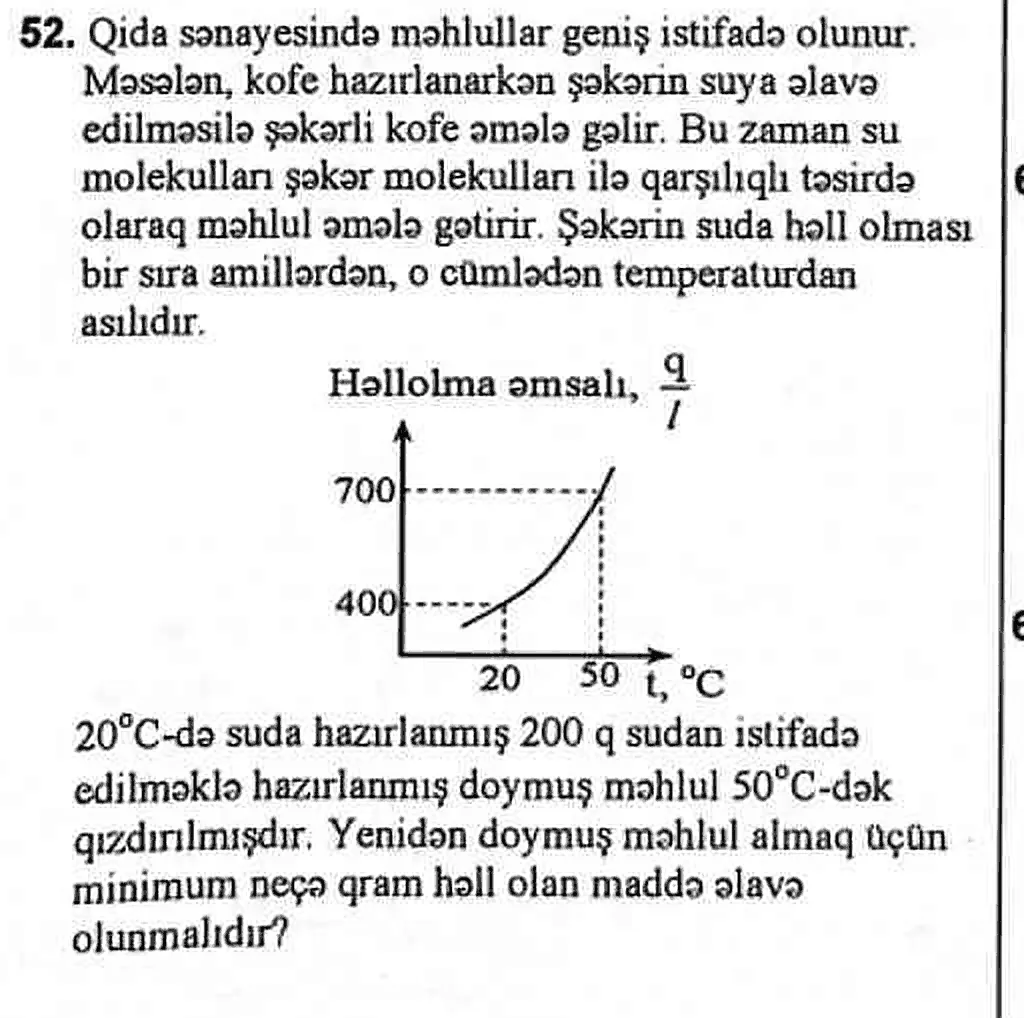 52. Qida sənayesində məhlullar geniş istifadə olunur.
Məsələn, kofe hazırlanarkən şəkərin suya əlavə
edilməsilə şəkərli kofe əmələ gəlir. Bu zaman su
molekulları şəkər molekulları ilə qarşılıqlı təsirdə
olaraq məhlul əmələ gətirir. Şəkərin suda həll olması
bir sıra amillərdən, o cümlədən temperaturdan
asılıdır.
Həllolma əmsalı, q/l
700
400
20 50 t, °C
20°C-də suda hazırlanmış 200 q sudan istifadə
edilməklə hazırlanmış doymuş məhlul 50°C-dək
qızdırılmışdır. Yenidən doymuş məhlul almaq üçün
minimum neçə qram həll olan maddə əlavə
olunmalıdır?